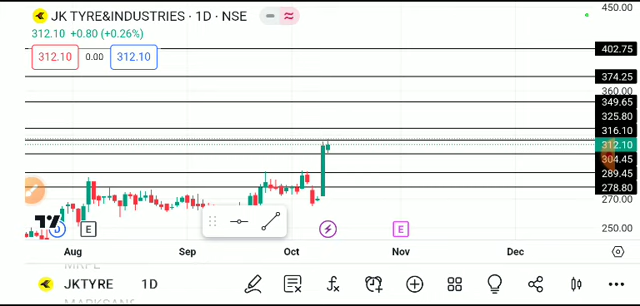 JK TYRE&INDUSTRIES · 1D · NSE
312.10 +0.80 (+0.26%)
312.10 0.00 312.10
450.00
402.75
374.25
360.00
349.65
325.80
316.10
312.10
304.45
289.45
278.80
270.00
250.00
D E E
Aug Sep Oct Nov Dec
JKTYRE 1D